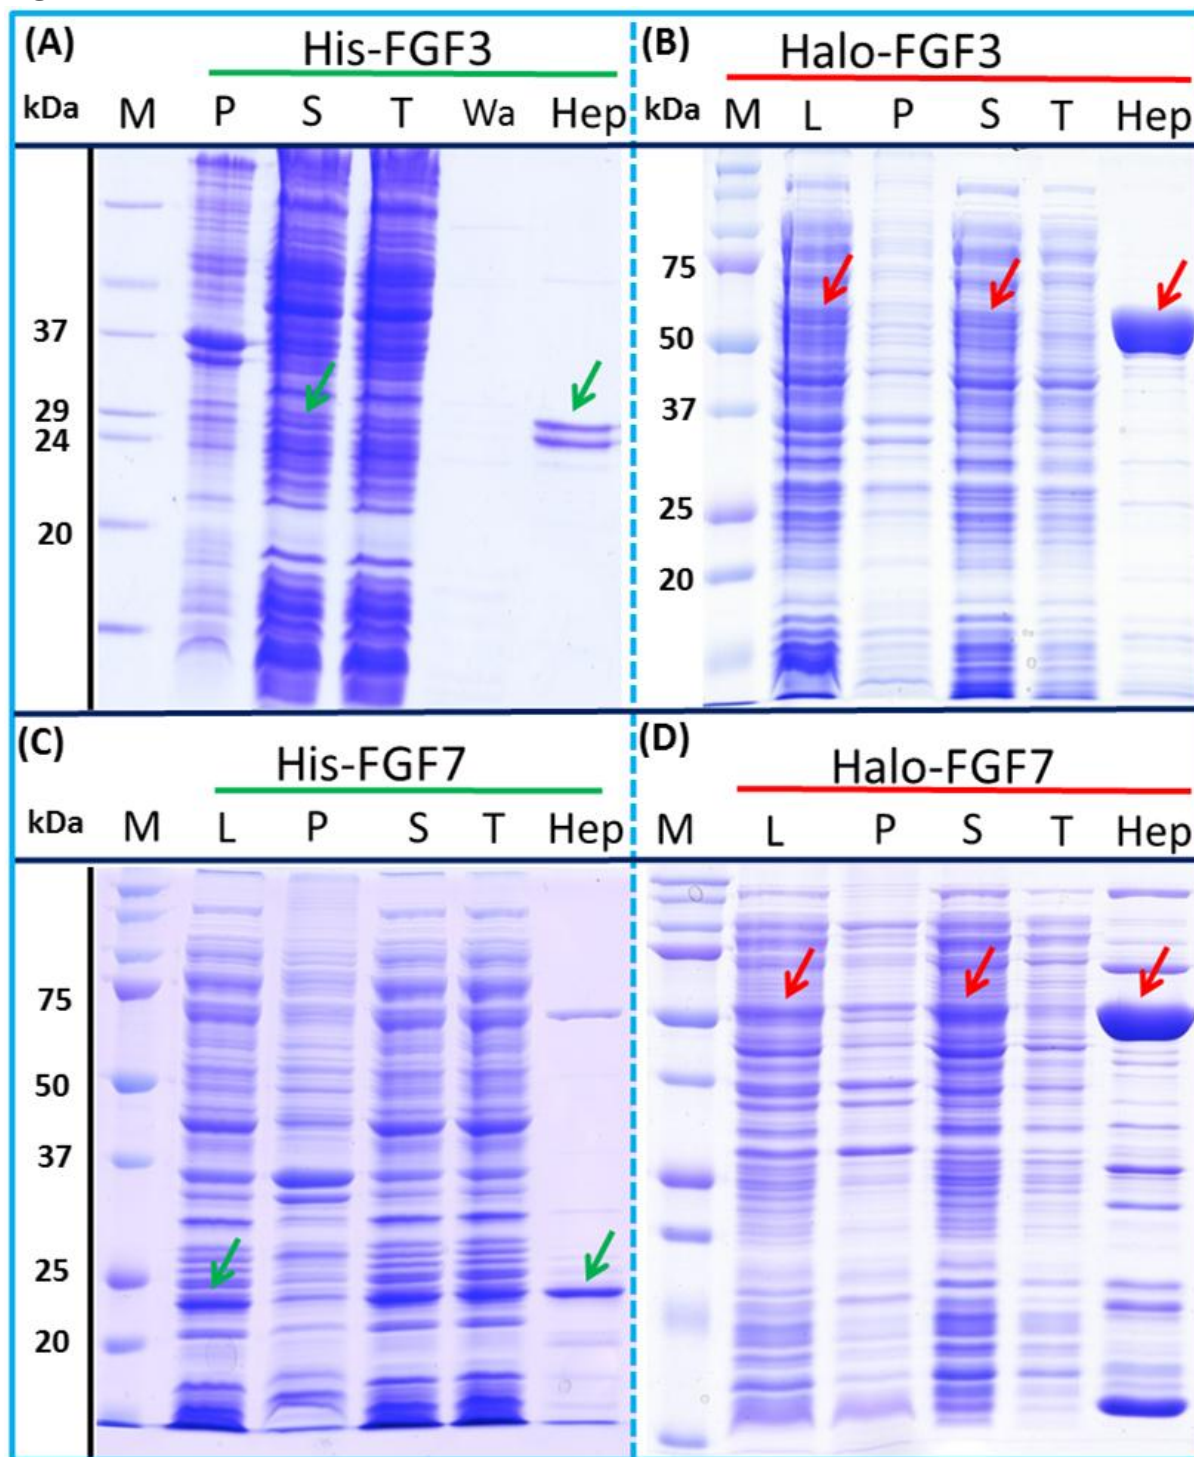 (A) His-FGF3
kDa M P S T Wa Hep
37
29
24
20
(B) Halo-FGF3
kDa M L P S T Hep
75
50
37
25
20
(C) His-FGF7
kDa M L P S T Hep
75
50
37
25
20
(D) Halo-FGF7
M L P S T Hep